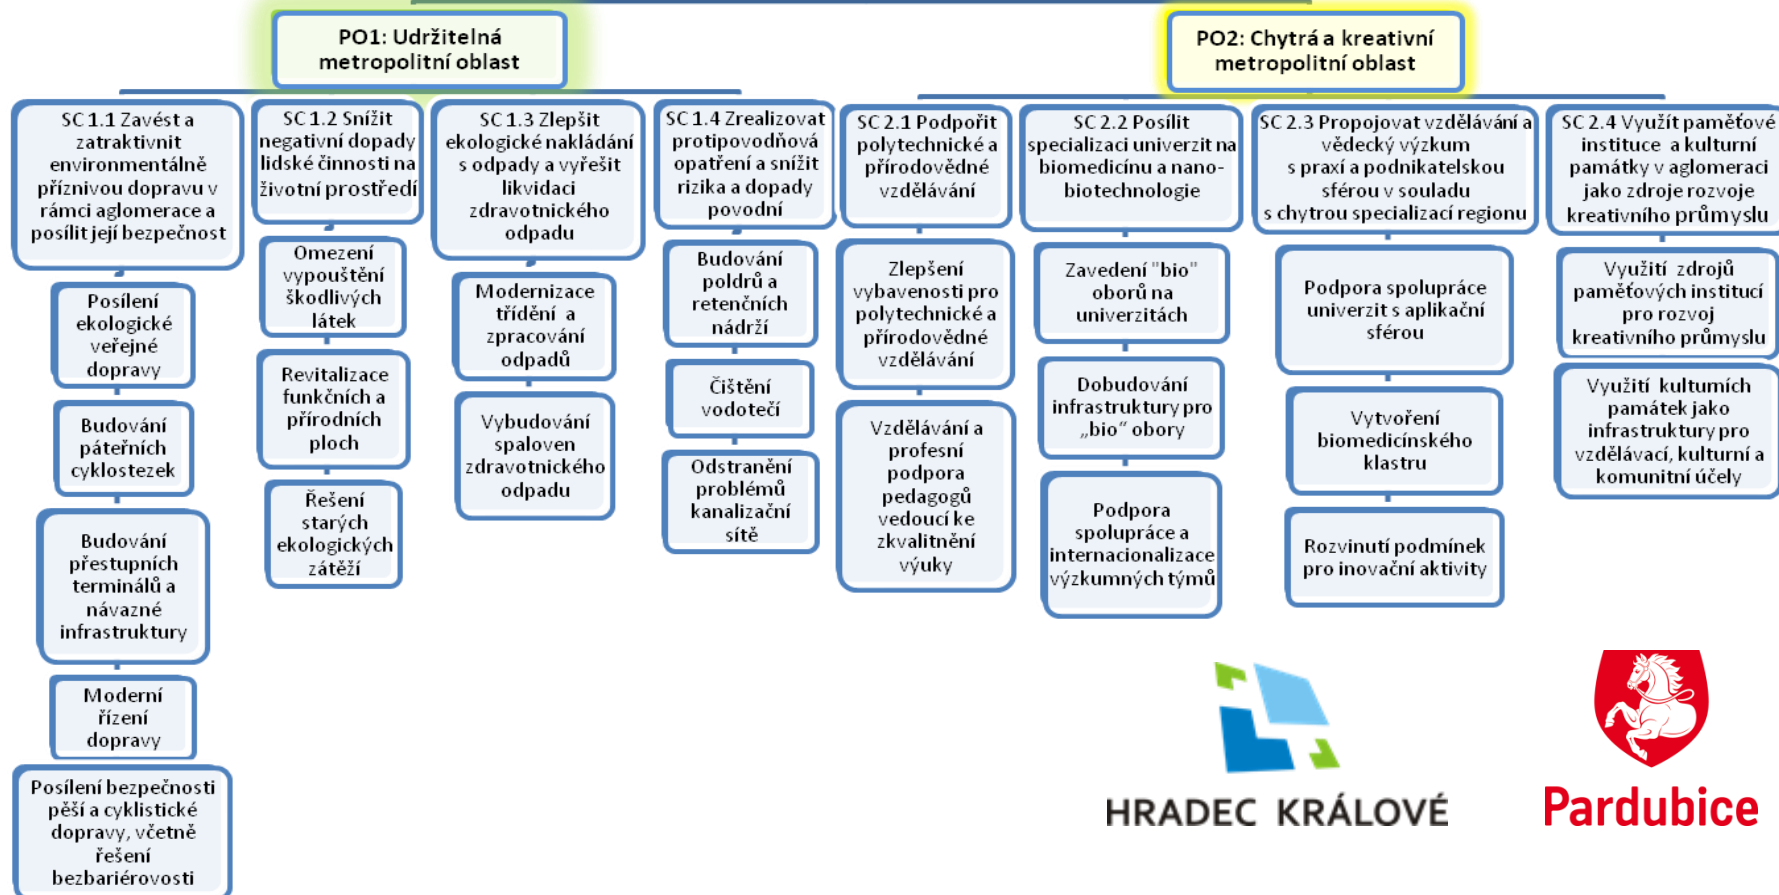 PO1: Udržitelná
metropolitní oblast
SC 1.1 Zavést a
zatraktivnit
environmentálně
příznivou dopravu v
rámci aglomerace a
posílit její bezpečnost
Posílení
ekologické
veřejné
dopravy
Budování
páteřních
cyklostezek
Budování
přestupních
terminálů a
návazné
infrastruktury
Moderní
řízení
dopravy
Posílení bezpečnosti
pěší a cyklistické
dopravy, včetně
řešení
bezbariérovosti
SC 1.2 Snížit
negativní dopady
lidské činnosti na
životní prostředí
Omezení
vypouštění
škodlivých
látek
Revitalizace
funkčních a
přírodních
ploch
Řešení
starých
ekologických
zátěží
SC 1.3 Zlepšit
ekologické nakládání
s odpady a vyřešit
likvidaci
zdravotnického
odpadu
Modernizace
třídění a
zpracování
odpadů
Vybudování
spaloven
zdravotnického
odpadu
SC 1.4 Zrealizovat
protipovodňová
opatření a snížit
rizika a dopady
povodní
Budování
poldrů a
retenčních
nádrží
Čištění
vodotečí
Odstranění
problémů
kanalizační
sítě
PO2: Chytrá a kreativní
metropolitní oblast
SC 2.1 Podpořit
polytechnické a
přírodovědné
vzdělávání
Zlepšení
vybavenosti pro
polytechnické a
přírodovědné
vzdělávání
Vzdělávání a
profesní
podpora
pedagogů
vedoucí ke
zkvalitnění
výuky
SC 2.2 Posílit
specializaci univerzit na
biomedicínu a nano-
biotechnologie
Zavedení "bio"
oborů na
univerzitách
Dobudování
infrastruktury pro
„bio“ obory
Podpora
spolupráce a
internacionalizace
výzkumných týmů
SC 2.3 Propojovat vzdělávání a
vědecký výzkum
s praxí a podnikatelskou
sférou v souladu
s chytrou specializací regionu
Podpora spolupráce
univerzit s aplikační
sférou
Vytvoření
biomedicínského
klastru
Rozvinutí podmínek
pro inovační aktivity
SC 2.4 Využít paměťové
instituce a kulturní
památky v aglomeraci
jako zdroje rozvoje
kreativního průmyslu
Využití zdrojů
paměťových institucí
pro rozvoj
kreativního průmyslu
Využití kulturních
památek jako
infrastruktury pro
vzdělávací, kulturní a
komunitní účely
HRADEC KRÁLOVÉ
Pardubice